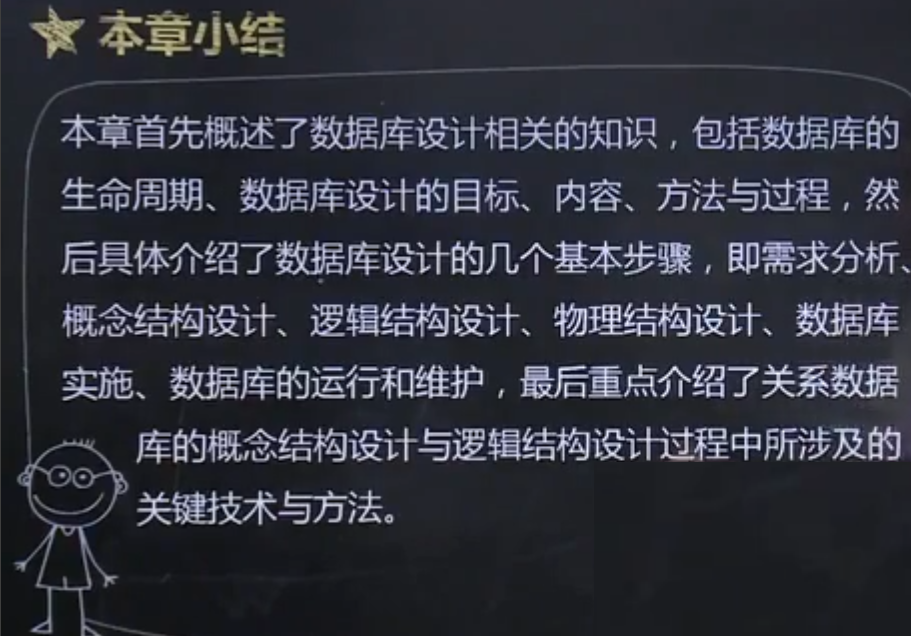 本章小结
本章首先概述了数据库设计相关的知识，包括数据库的
生命周期、数据库设计的目标、内容、方法与过程，然
后具体介绍了数据库设计的几个基本步骤，即需求分析、
概念结构设计、逻辑结构设计、物理结构设计、数据库
实施、数据库的运行和维护，最后重点介绍了关系数据
库的概念结构设计与逻辑结构设计过程中所涉及的
关键技术与方法。